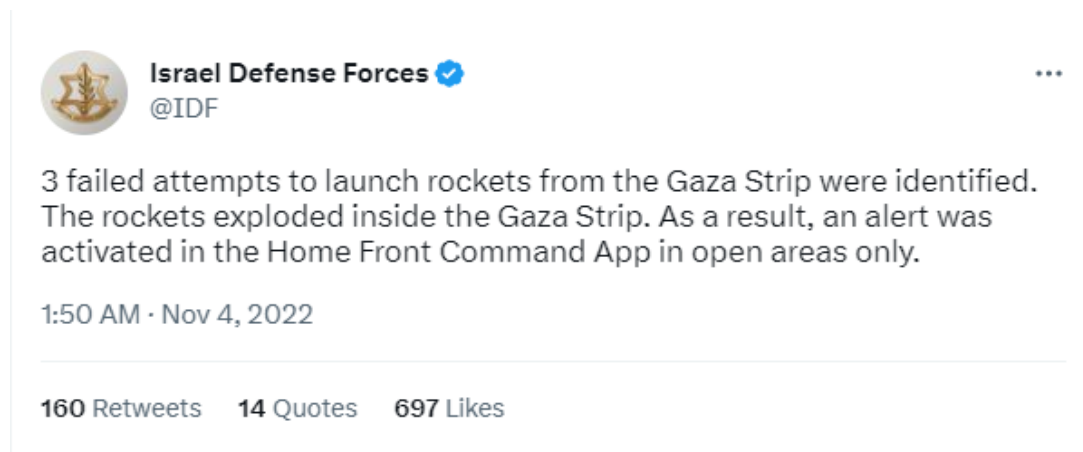 Israel Defense Forces
@IDF
3 failed attempts to launch rockets from the Gaza Strip were identified.
The rockets exploded inside the Gaza Strip. As a result, an alert was
activated in the Home Front Command App in open areas only.
1:50 AM · Nov 4, 2022
160 Retweets 14 Quotes 697 Likes